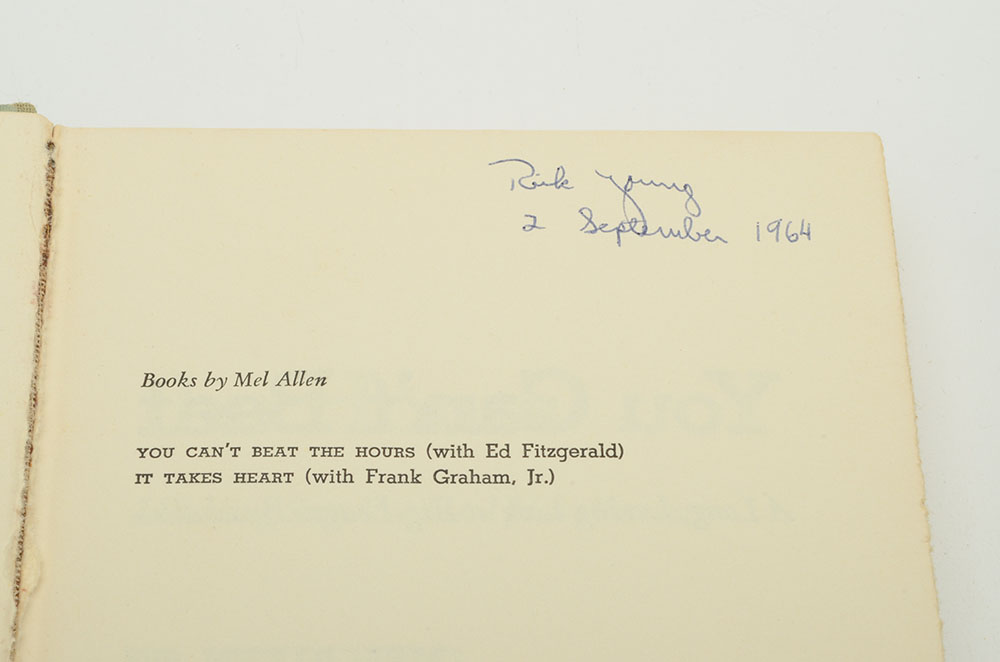 Rick Young
2 September 1964
Books by Mel Allen
YOU CAN'T BEAT THE HOURS (with Ed Fitzgerald)
IT TAKES HEART (with Frank Graham, Jr.)